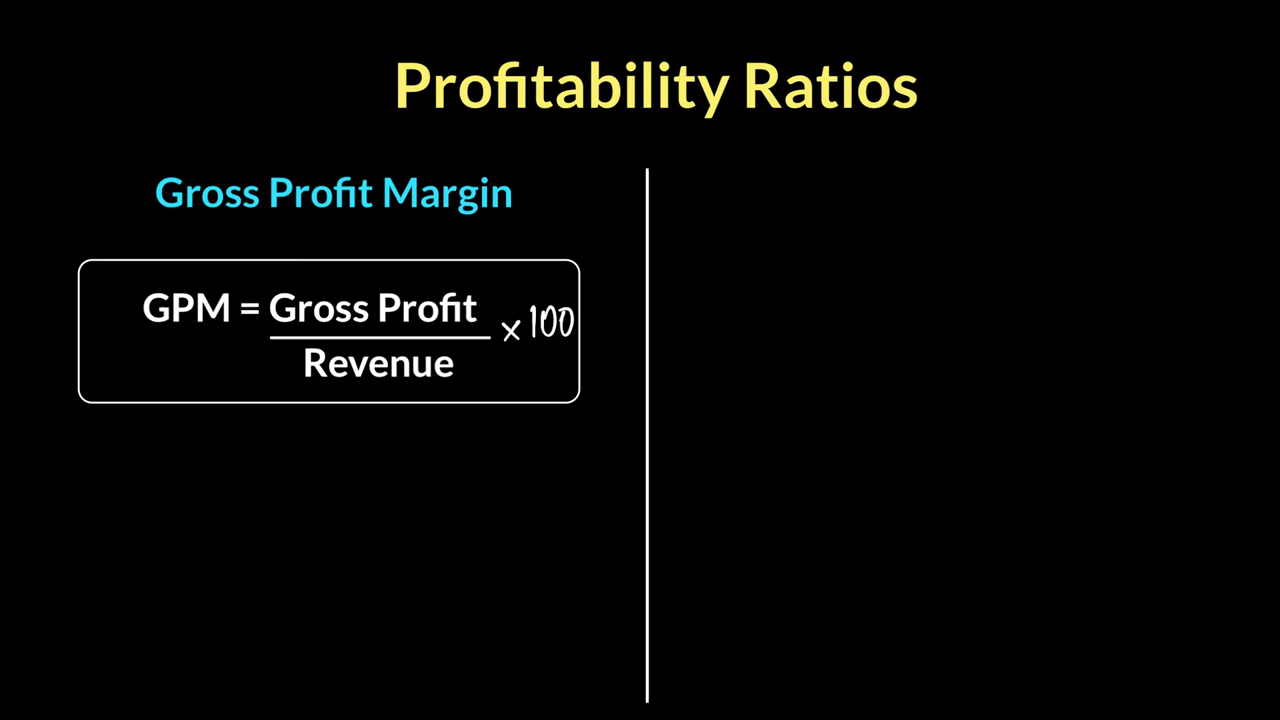 Profitability Ratios
Gross Profit Margin
GPM = Gross Profit
× 100
Revenue